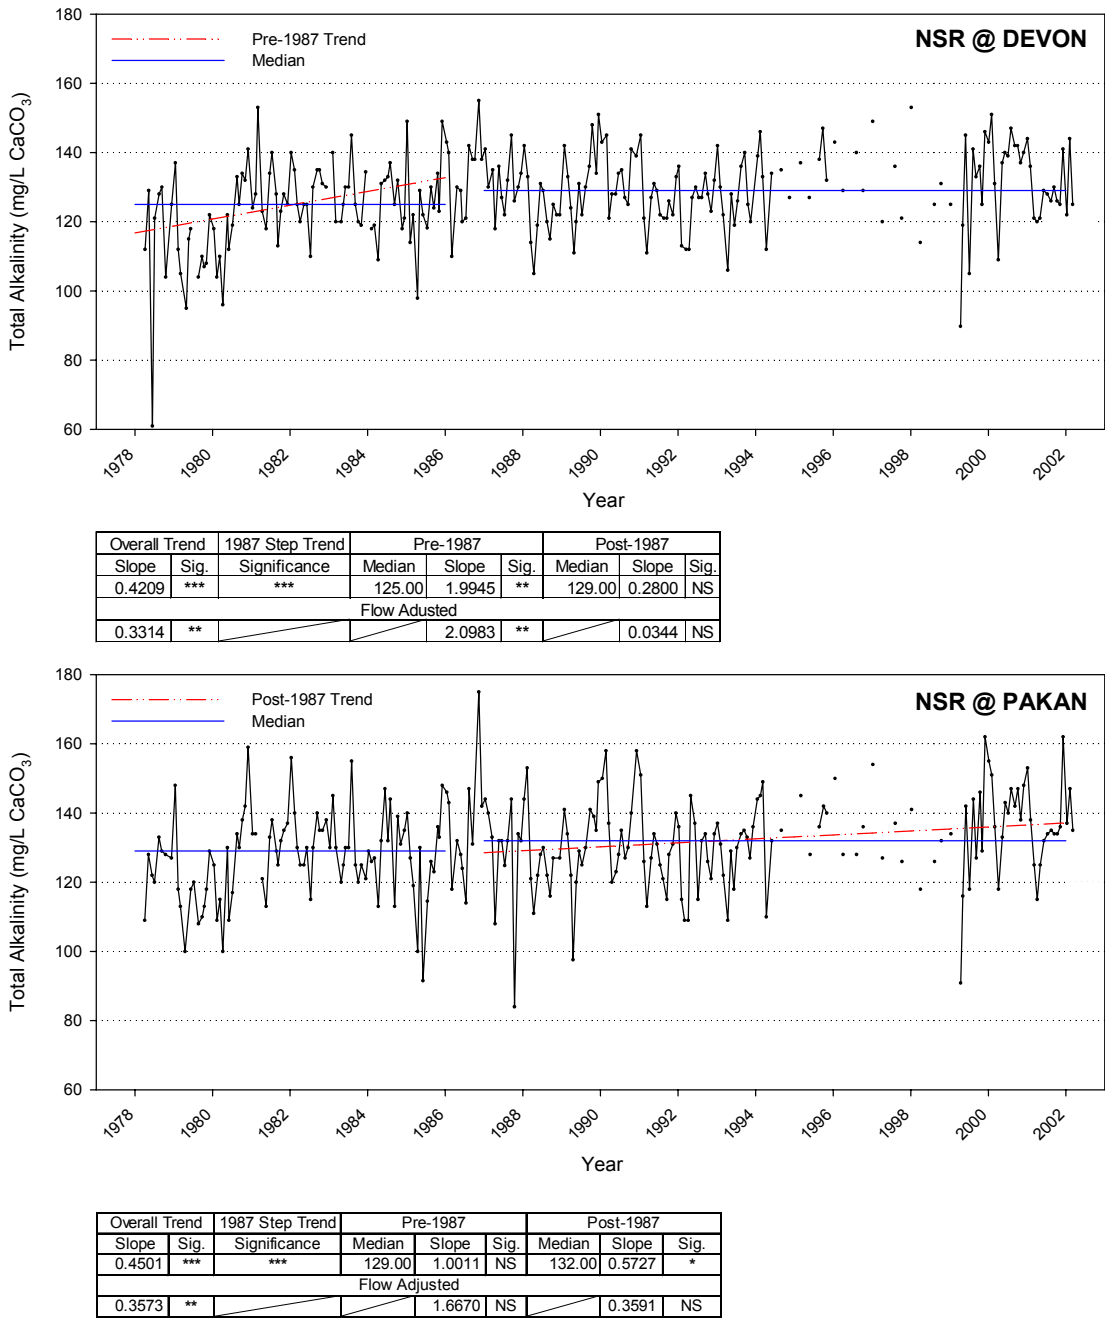 NSR @ DEVON
Pre-1987 Trend
Median
Total Alkalinity (mg/L CaCO3)
180
160
140
120
100
80
60
1978 1980 1982 1984 1986 1988 1990 1992 1994 1996 1998 2000 2002
Year
Overall Trend 1987 Step Trend Pre-1987 Post-1987
Slope Sig. Significance Median Slope Sig. Median Slope Sig.
0.4209 *** *** 125.00 1.9945 ** 129.00 0.2800 NS
Flow Adusted
0.3314 ** 2.0983 ** 0.0344 NS
NSR @ PAKAN
Post-1987 Trend
Median
Total Alkalinity (mg/L CaCO3)
180
160
140
120
100
80
60
1978 1980 1982 1984 1986 1988 1990 1992 1994 1996 1998 2000 2002
Year
Overall Trend 1987 Step Trend Pre-1987 Post-1987
Slope Sig. Significance Median Slope Sig. Median Slope Sig.
0.4501 *** *** 129.00 1.0011 NS 132.00 0.5727 *
Flow Adjusted
0.3573 ** 1.6670 NS 0.3591 NS